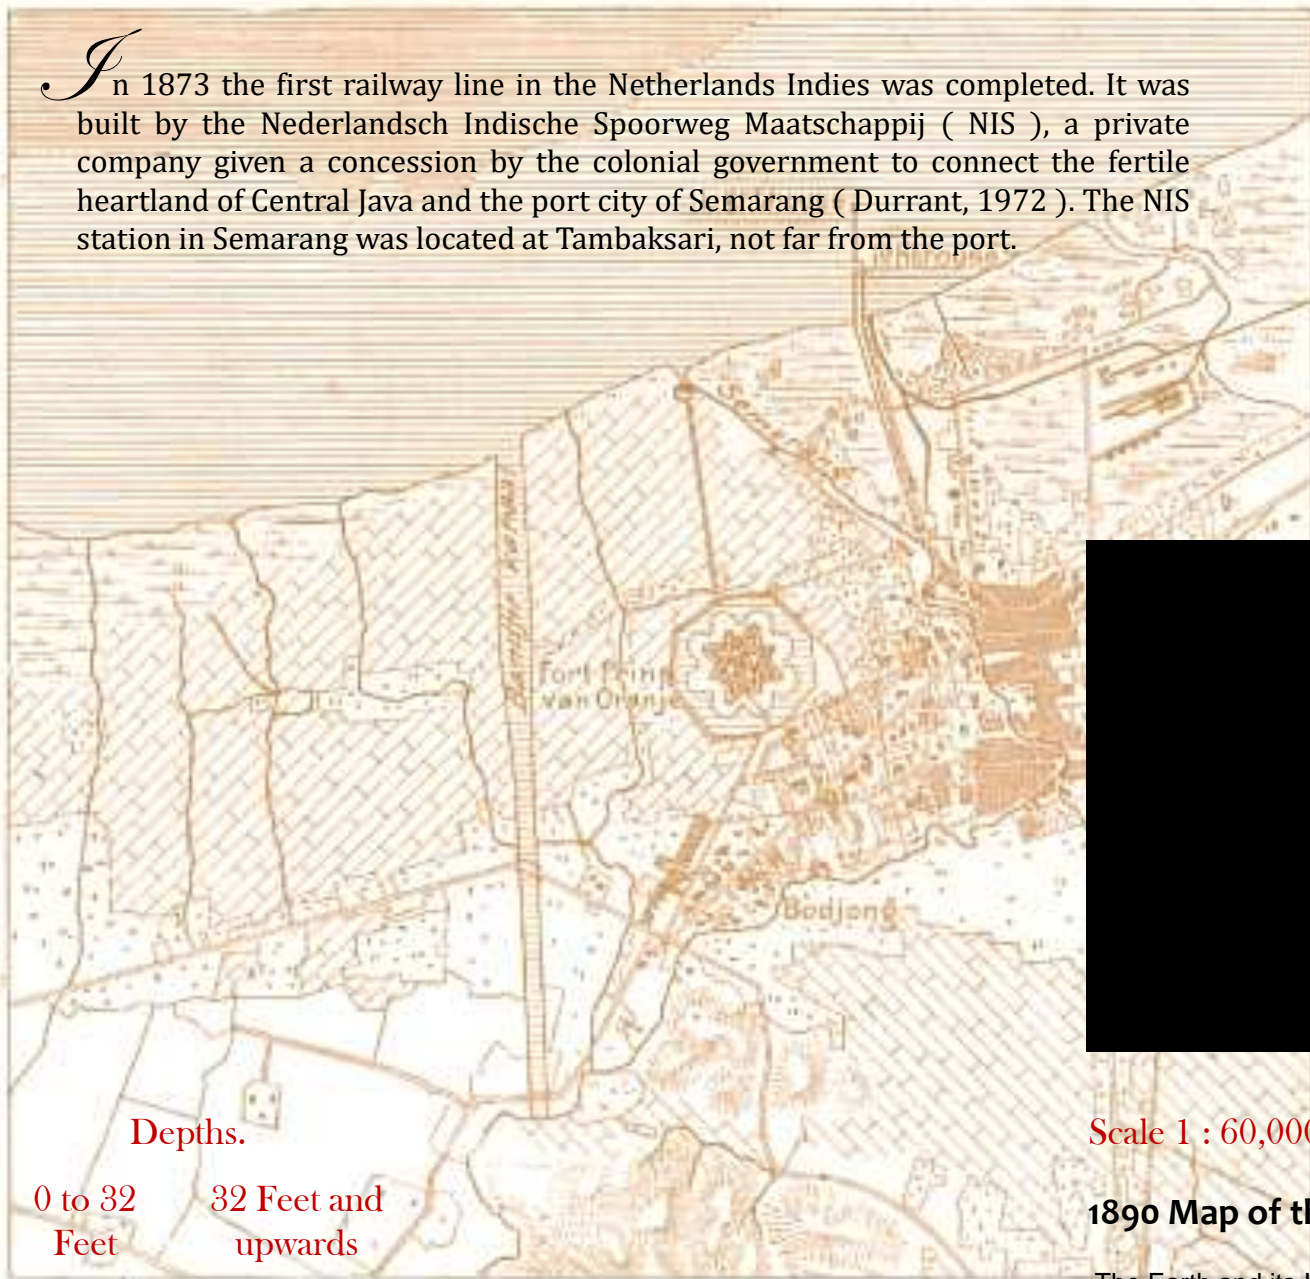 In 1873 the first railway line in the Netherlands Indies was completed. It was
built by the Nederlandsch Indische Spoorweg Maatschappij ( NIS ), a private
company given a concession by the colonial government to connect the fertile
heartland of Central Java and the port city of Semarang ( Durrant, 1972 ). The NIS
station in Semarang was located at Tambaksari, not far from the port.
Fort Prins
van Oranje
Bodjong
Depths.
0 to 32
Feet
32 Feet and
upwards
Scale 1 : 60,000
1890 Map of